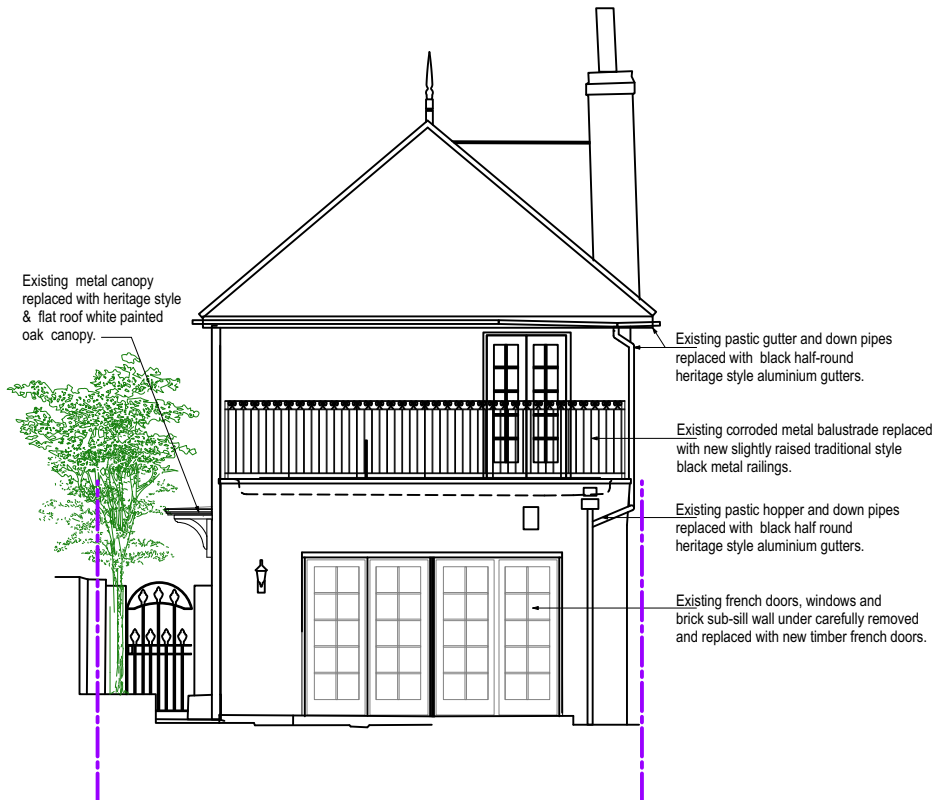 Existing metal canopy
replaced with heritage style
& flat roof white painted
oak canopy.
Existing pastic gutter and down pipes
replaced with black half-round
heritage style aluminium gutters.
Existing corroded metal balustrade replaced
with new slightly raised traditional style
black metal railings.
Existing pastic hopper and down pipes
replaced with black half round
heritage style aluminium gutters.
Existing french doors, windows and
brick sub-sill wall under carefully removed
and replaced with new timber french doors.